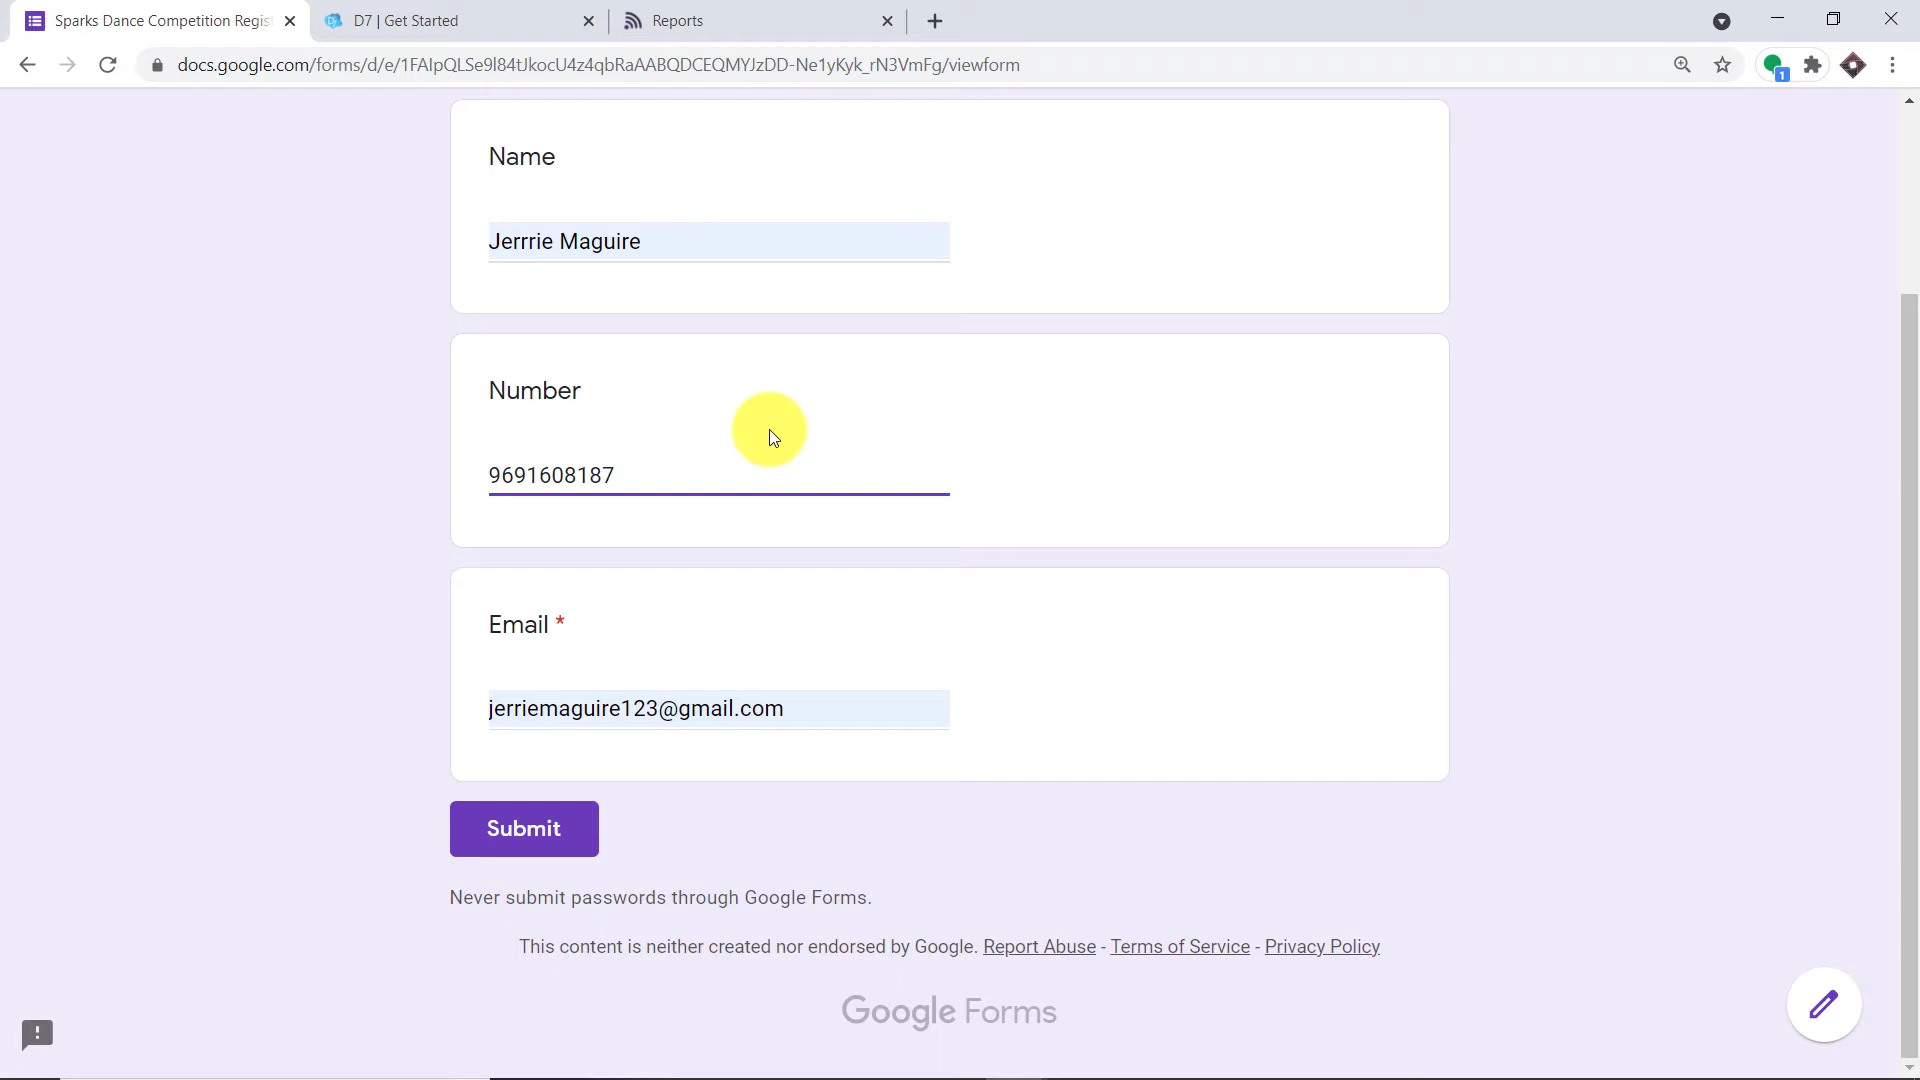 Sparks Dance Competition Regis
D7 | Get Started
Reports
docs.google.com/forms/d/e/1FAIpQLSe9l84tJkocU4z4qbRaAABQDCEQMYJzDD-Ne1yKyk_rN3VmFg/viewform
1
Name
Jerrrie Maguire
Number
9691608187
Email *
jerriemaguire123@gmail.com
Submit
Never submit passwords through Google Forms.
This content is neither created nor endorsed by Google. Report Abuse - Terms of Service - Privacy Policy
Google Forms